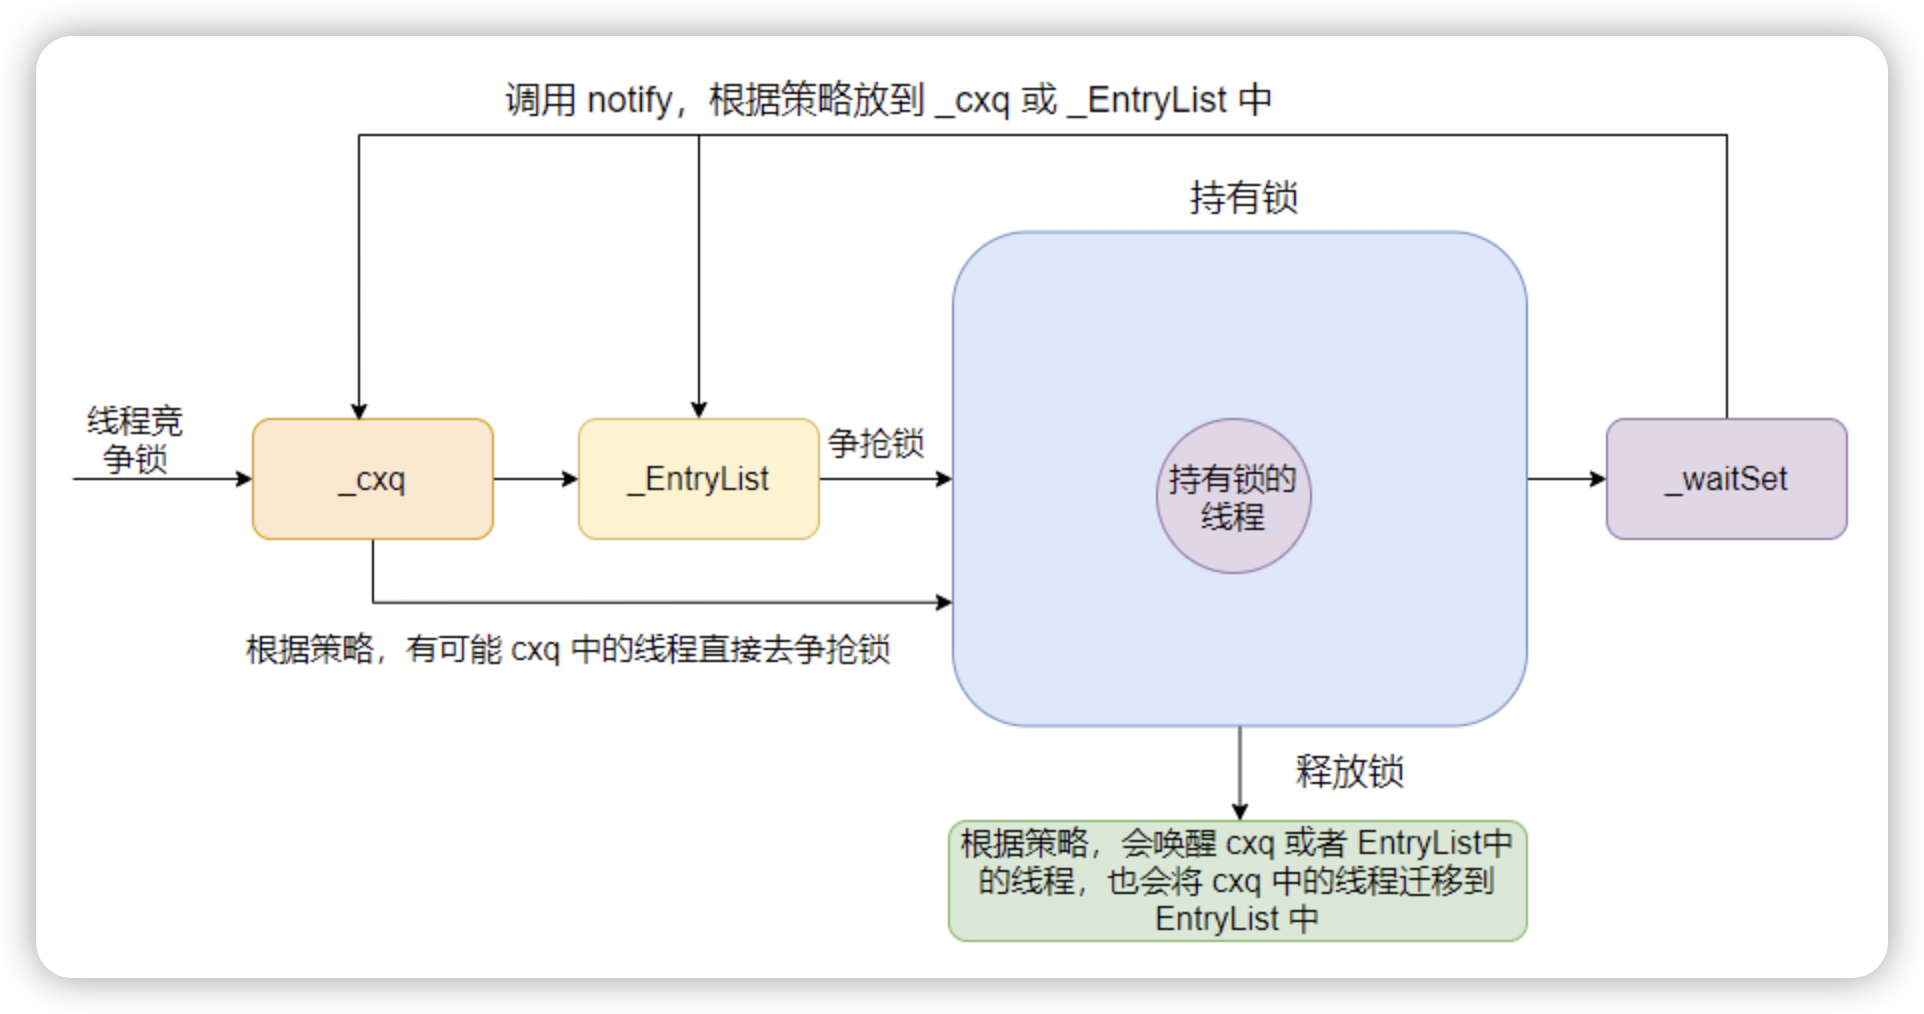 调用 notify，根据策略放到 _cxq 或 _EntryList 中
持有锁
线程竞
争锁
_cxq
_EntryList
争抢锁
持有锁的
线程
_waitSet
根据策略，有可能 cxq 中的线程直接去争抢锁
释放锁
根据策略，会唤醒 cxq 或者 EntryList中
的线程，也会将 cxq 中的线程迁移到
EntryList 中